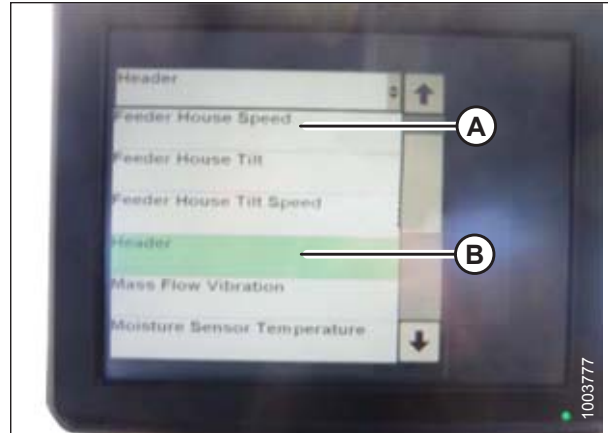 Header
Feeder House Speed
A
Feeder House Tilt
Feeder House Tilt Speed
Header
B
Mass Flow Vibration
Moisture Sensor Temperature
1003777